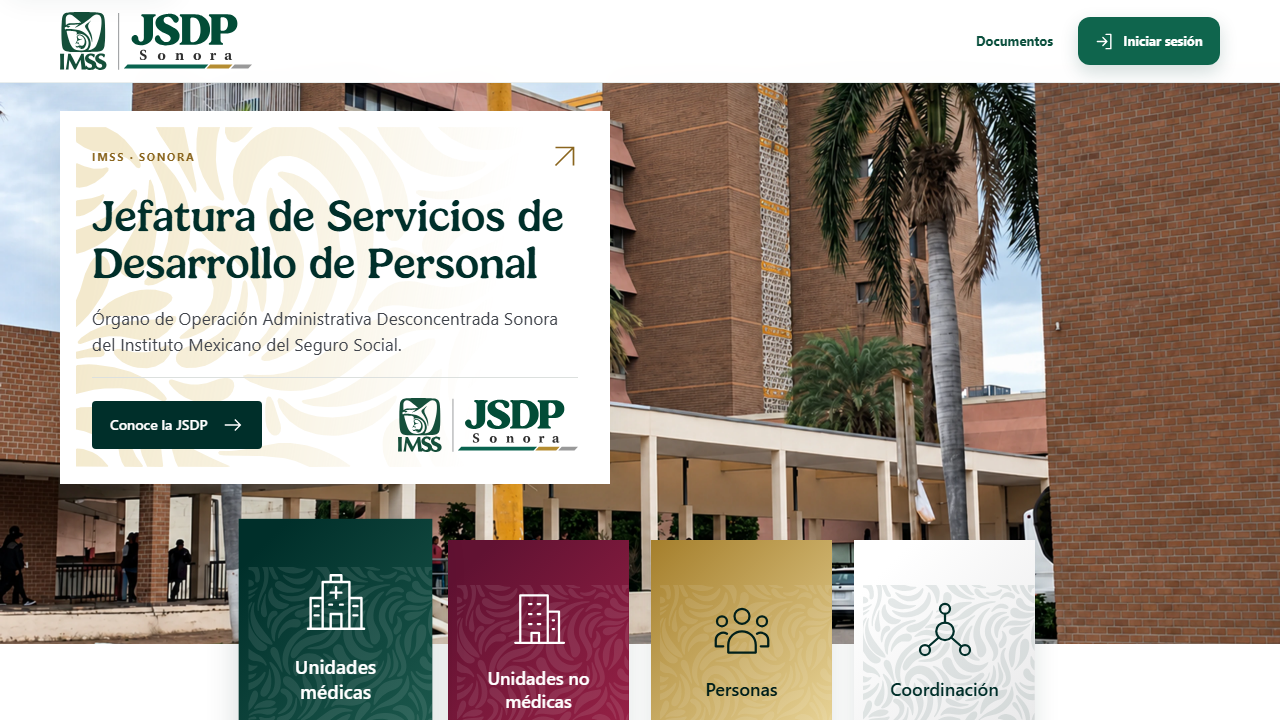 IMSS
JSDP
Sonora
Documentos
Iniciar sesión
IMSS · SONORA
Jefatura de Servicios de
Desarrollo de Personal
Órgano de Operación Administrativa Desconcentrada Sonora
del Instituto Mexicano del Seguro Social.
Conoce la JSDP
IMSS
JSDP
Sonora
Unidades
médicas
Unidades no
médicas
Personas
Coordinación